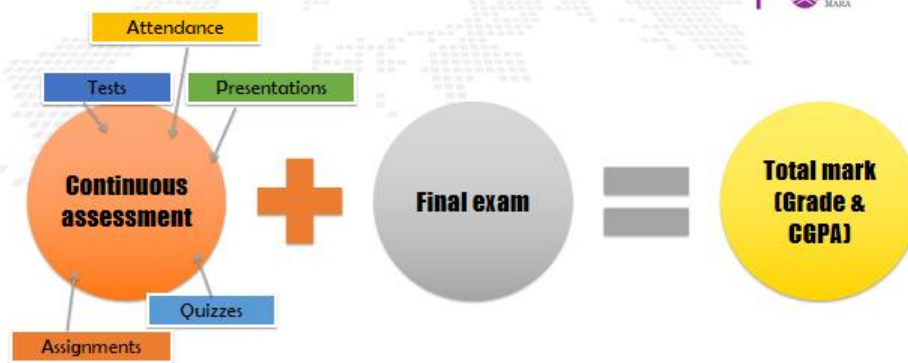 MARA
Attendance
Tests
Presentations
Continuous
assessment
Final exam
Total mark
(Grade &
CGPA)
Quizzes
Assignments